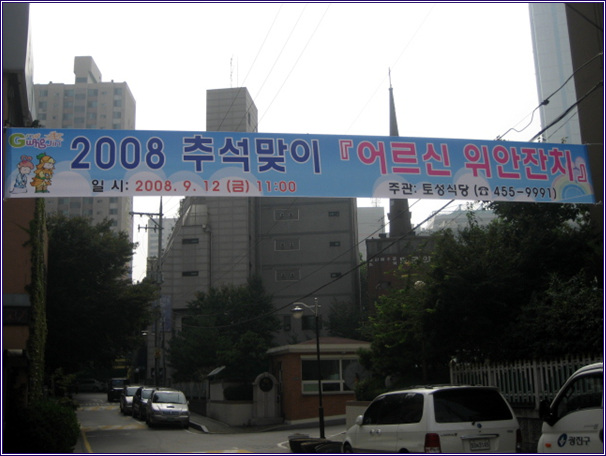 2008 추석맞이 『어르신 위안잔치』
일 시: 2008. 9. 12 (금) 11:00
주관: 토성식당 (☎ 455-9991)